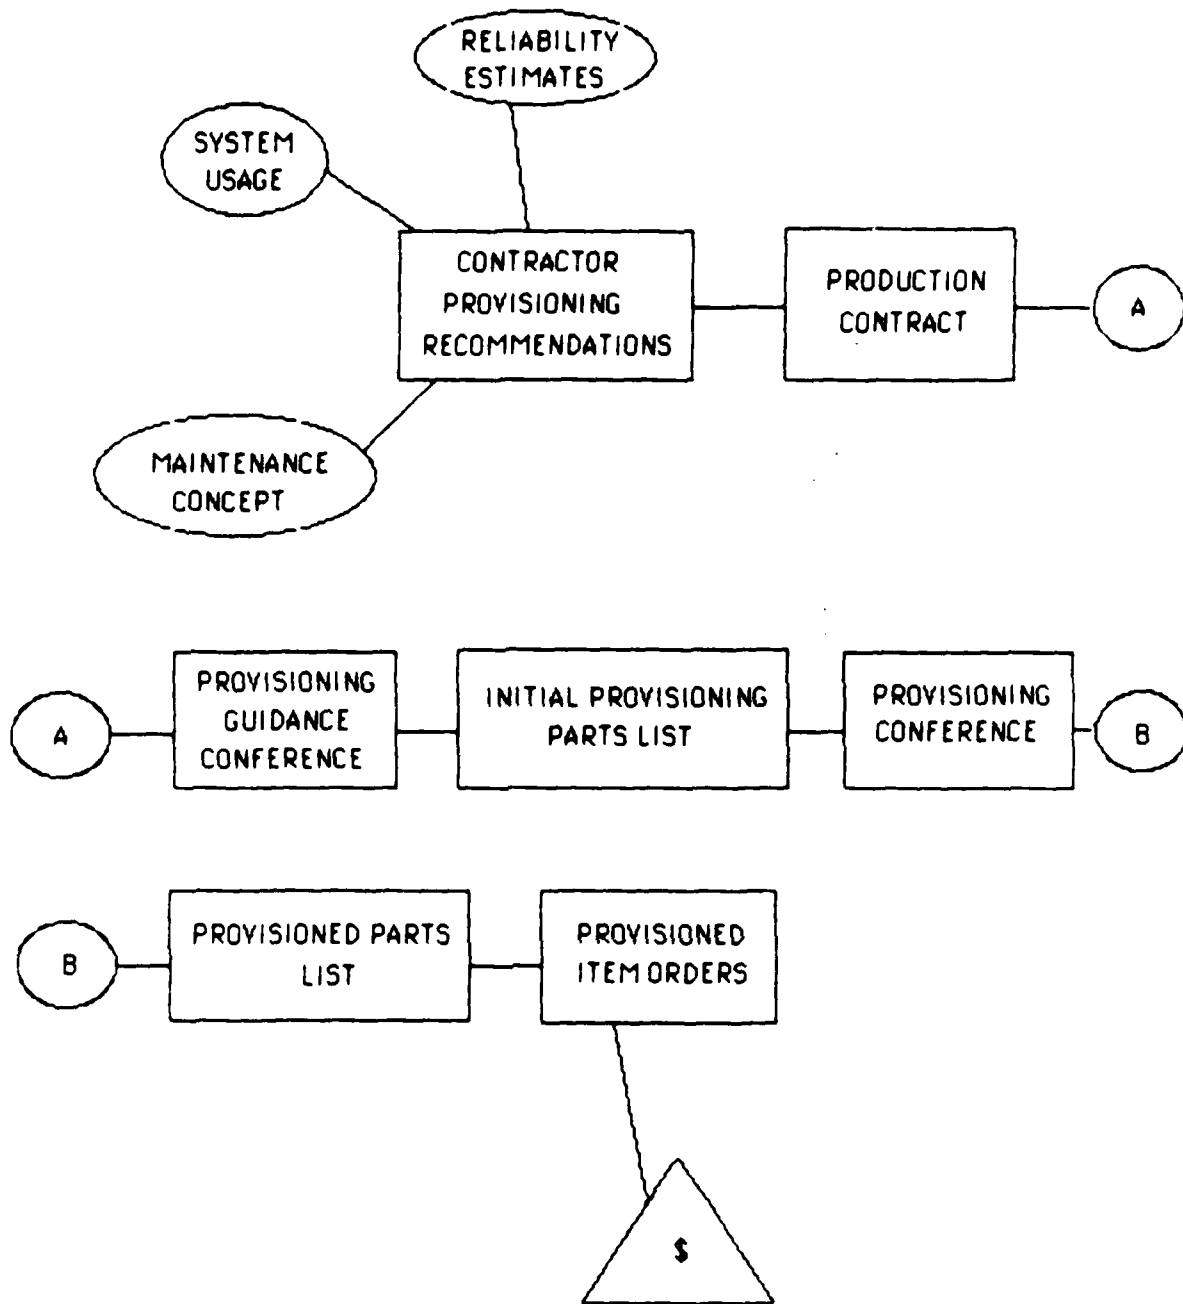 RELIABILITY
ESTIMATES
SYSTEM
USAGE
CONTRACTOR
PROVISIONING
RECOMMENDATIONS
PRODUCTION
CONTRACT
A
MAINTENANCE
CONCEPT
A
PROVISIONING
GUIDANCE
CONFERENCE
INITIAL PROVISIONING
PARTS LIST
PROVISIONING
CONFERENCE
B
B
PROVISIONED PARTS
LIST
PROVISIONED
ITEM ORDERS
$